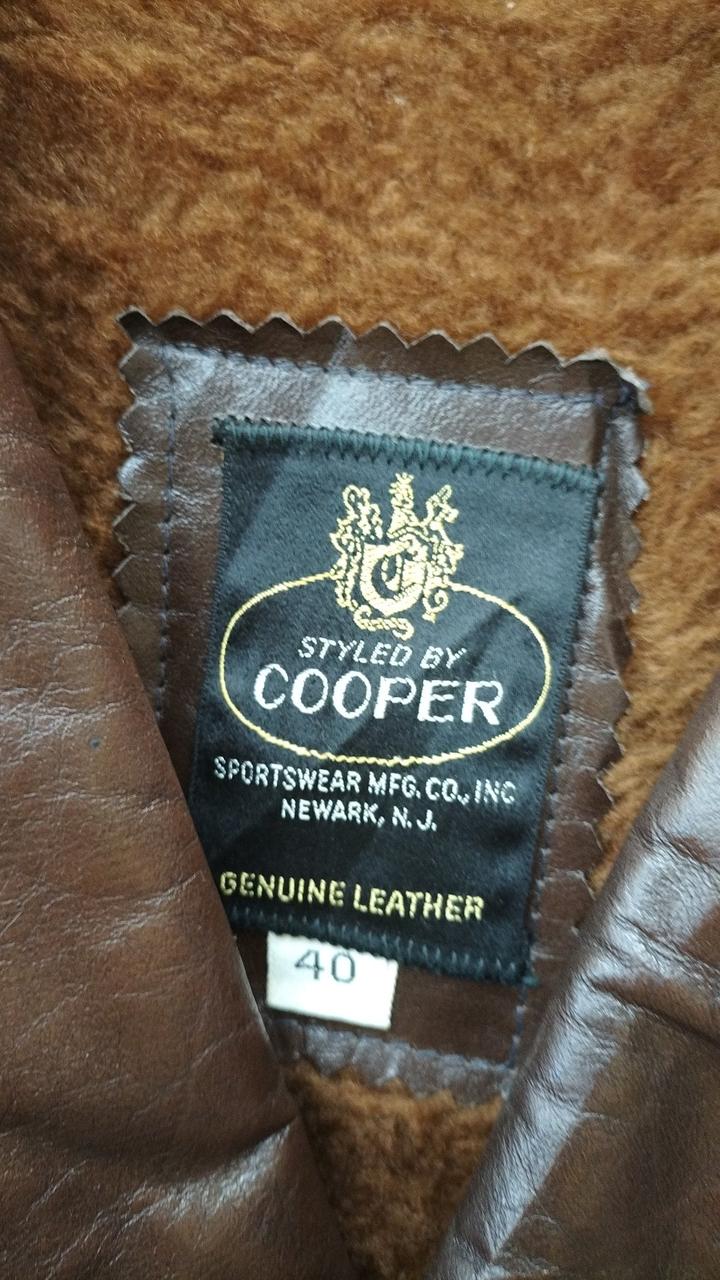 C
STYLED BY
COOPER
SPORTSWEAR MFG. CO., INC
NEWARK, N. J.
GENUINE LEATHER
40